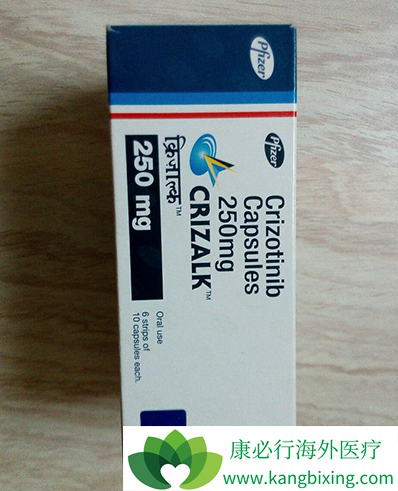 Pfizer
Pfizer
Crizotinib
Capsules
250mg
CRIZALK™
क्रिज़ाल्क™
250 mg
Oral use
6 strips of
10 capsules each.
康必行海外医疗
www.kangbixing.com